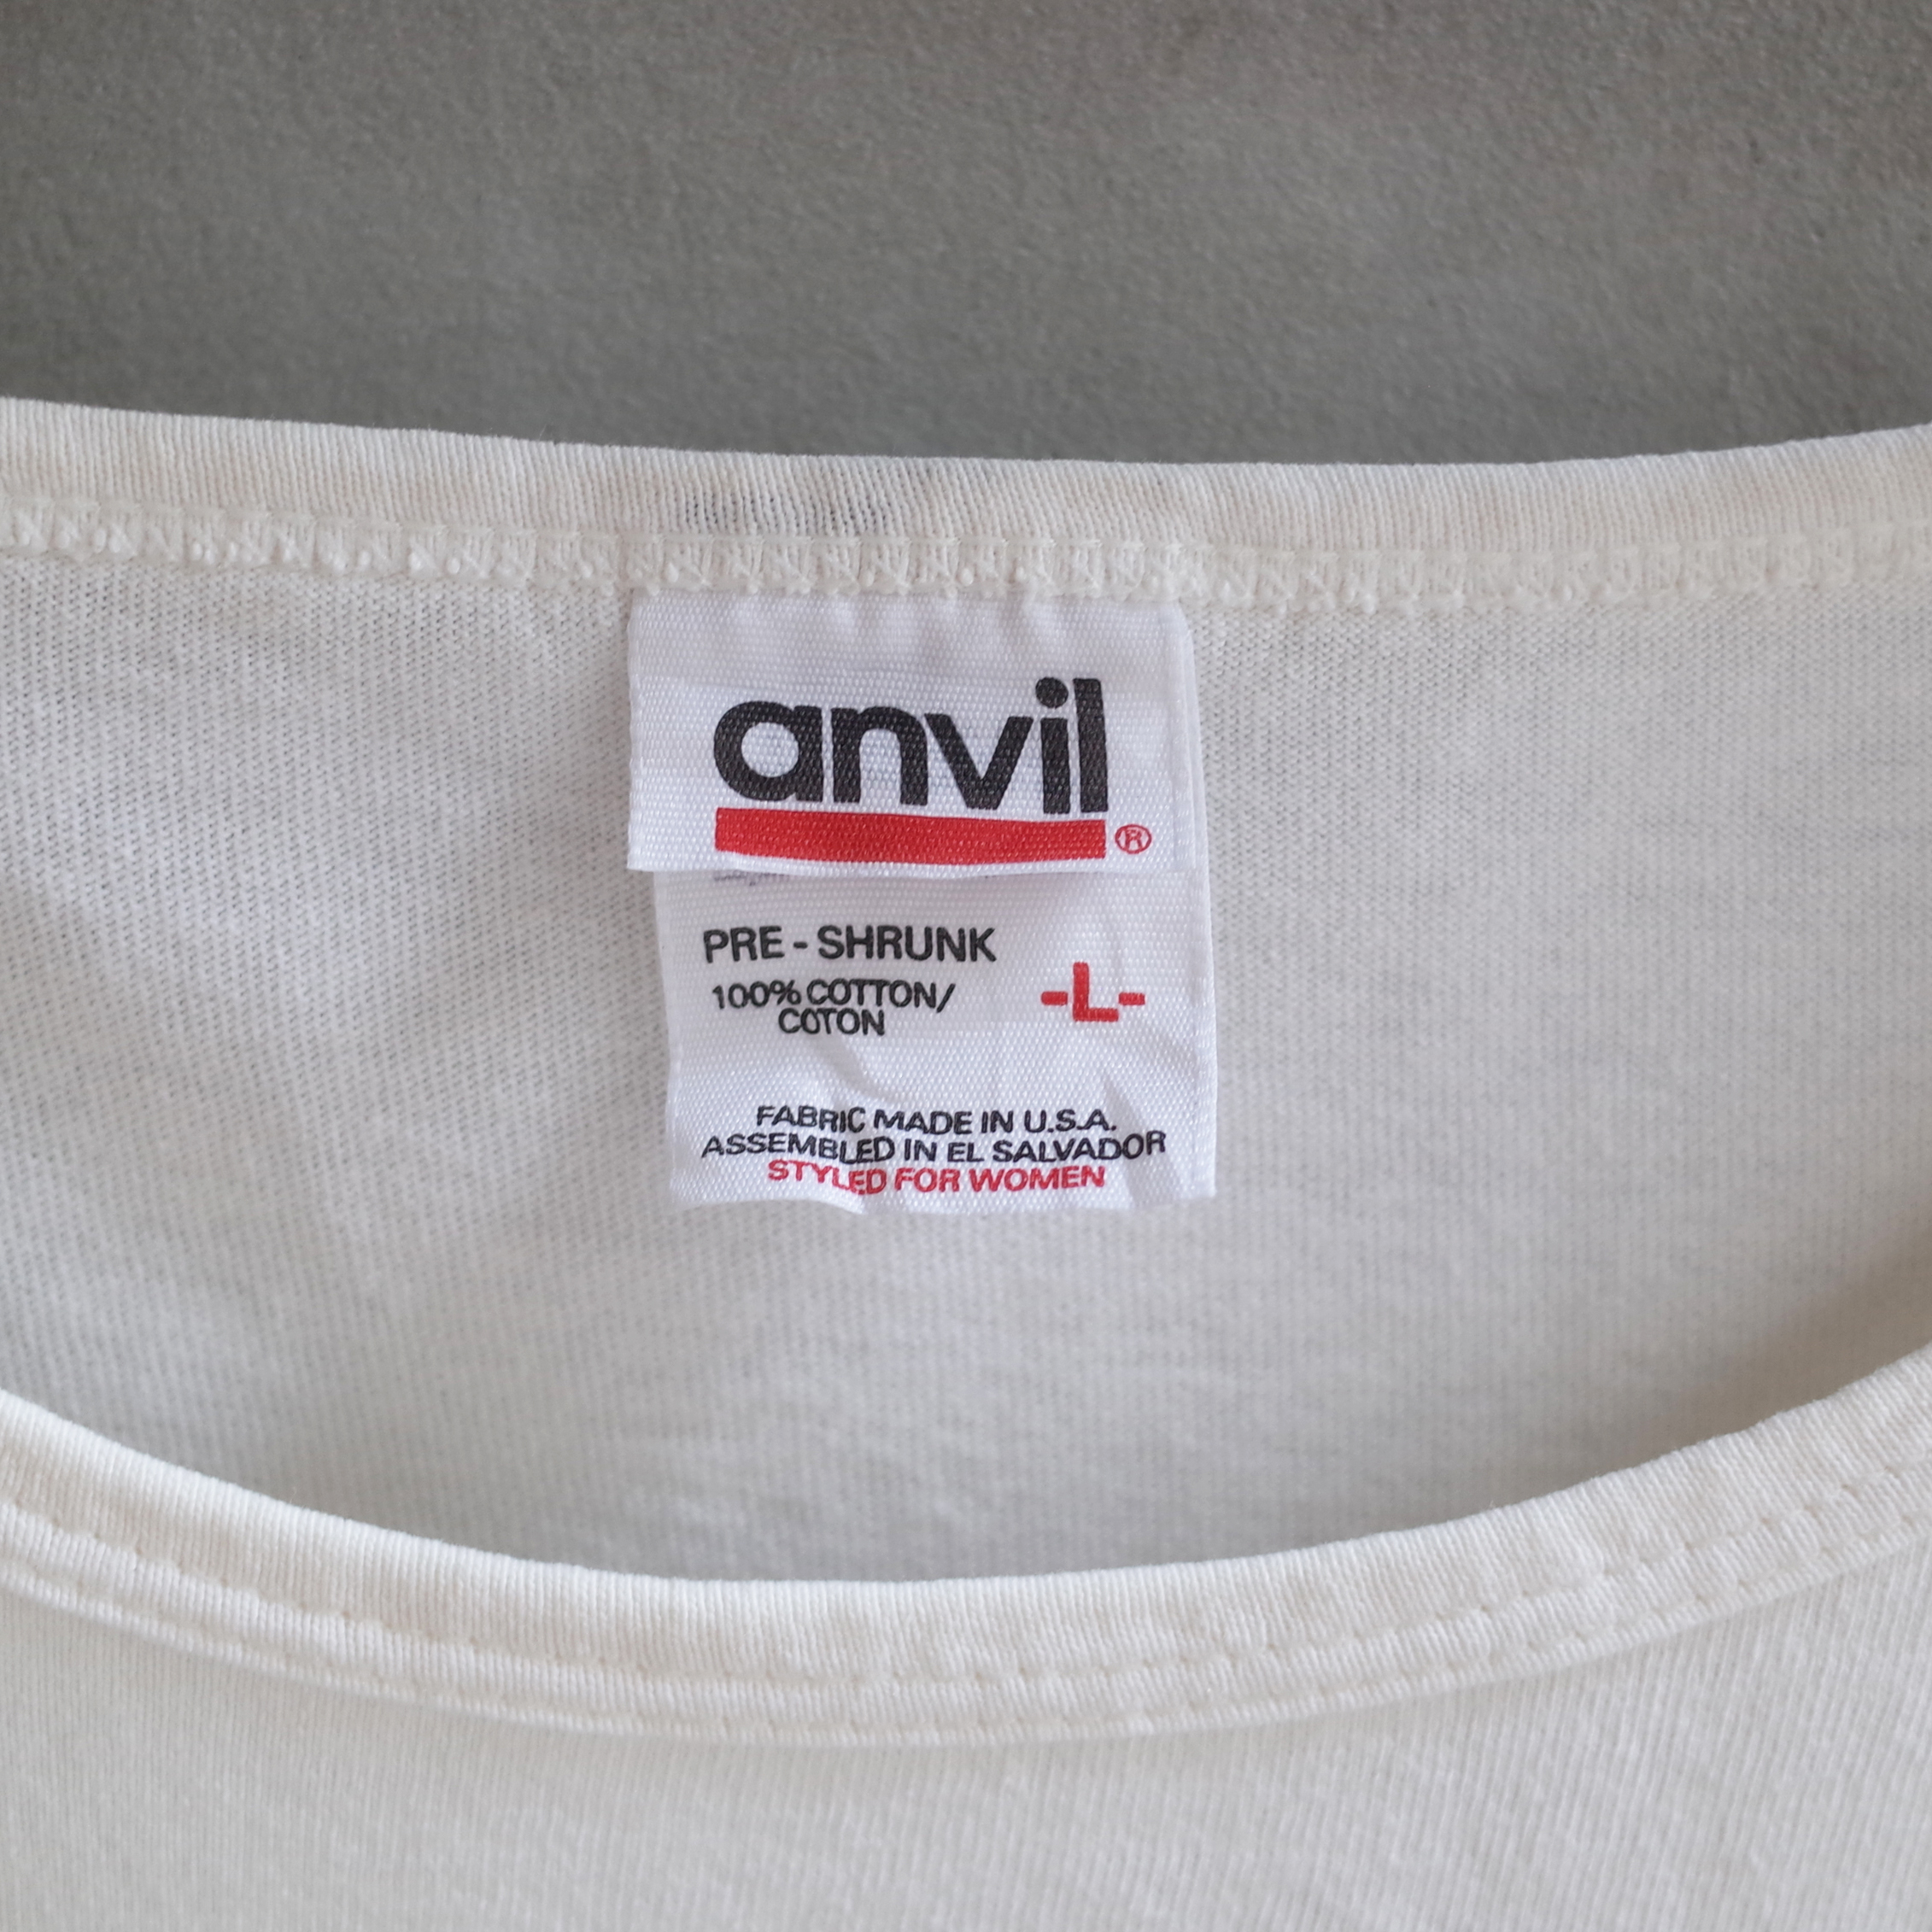 anvil®
PRE - SHRUNK
100% COTTON/
COTON
-L-
FABRIC MADE IN U.S.A.
ASSEMBLED IN EL SALVADOR
STYLED FOR WOMEN